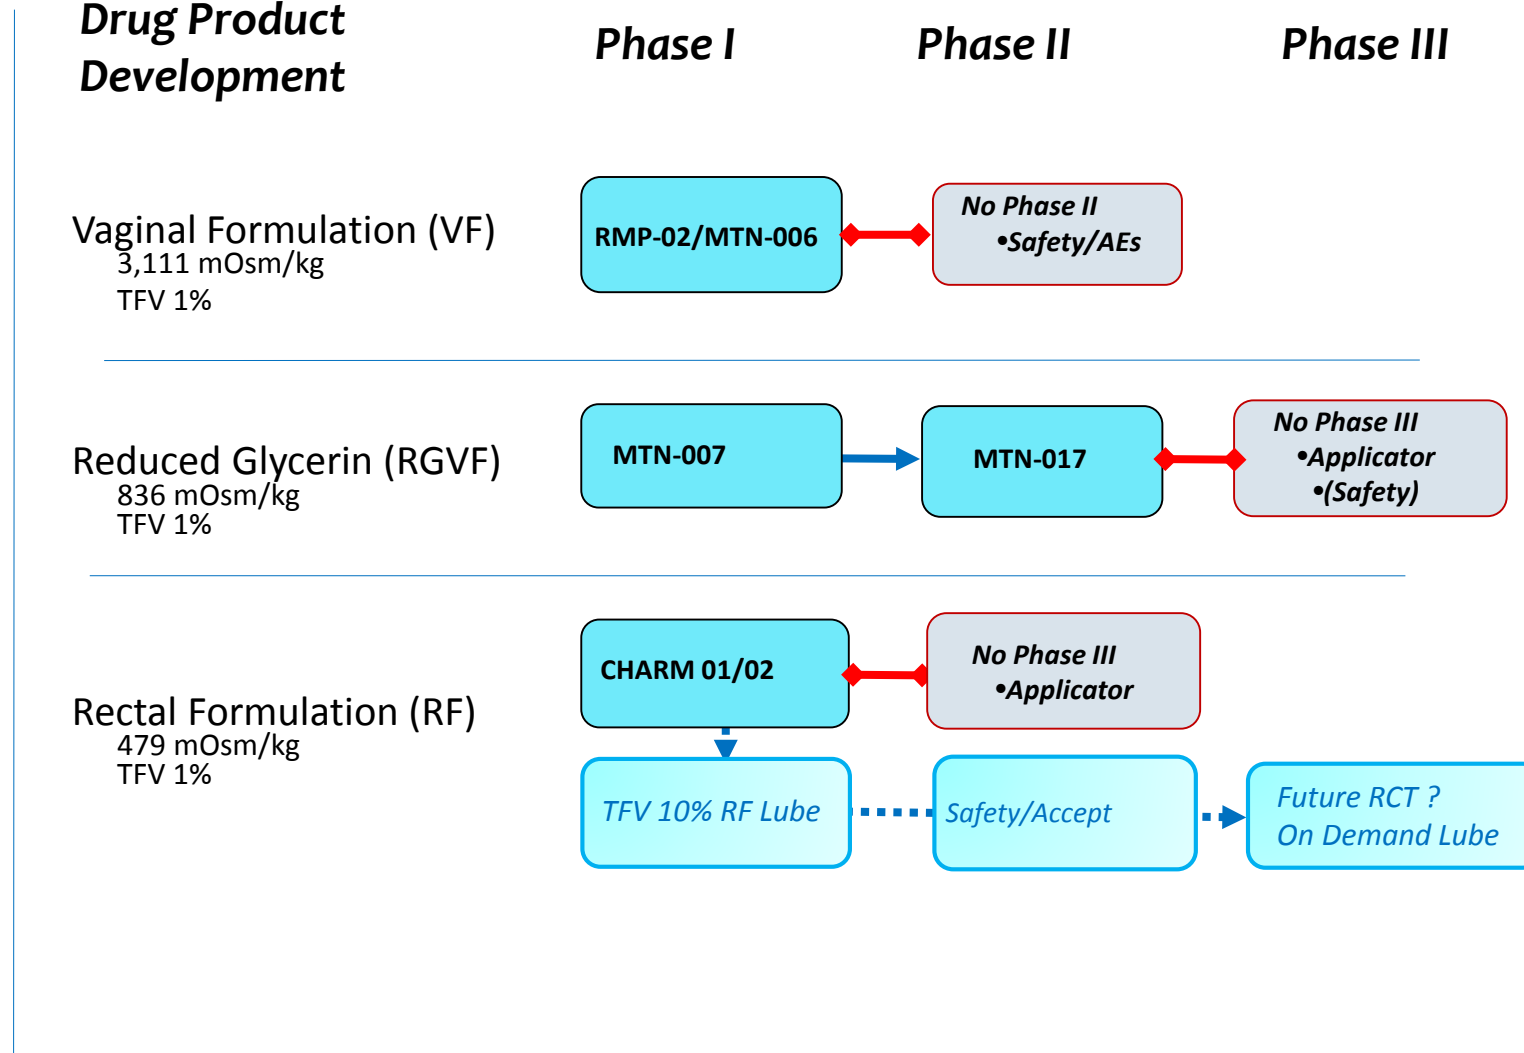 Drug Product
Development
Phase I
Phase II
Phase III
Vaginal Formulation (VF)
3,111 mOsm/kg
TFV 1%
RMP-02/MTN-006
No Phase II
•Safety/AEs
Reduced Glycerin (RGVF)
836 mOsm/kg
TFV 1%
MTN-007
MTN-017
No Phase III
•Applicator
•(Safety)
Rectal Formulation (RF)
479 mOsm/kg
TFV 1%
CHARM 01/02
No Phase III
•Applicator
TFV 10% RF Lube
Safety/Accept
Future RCT ?
On Demand Lube